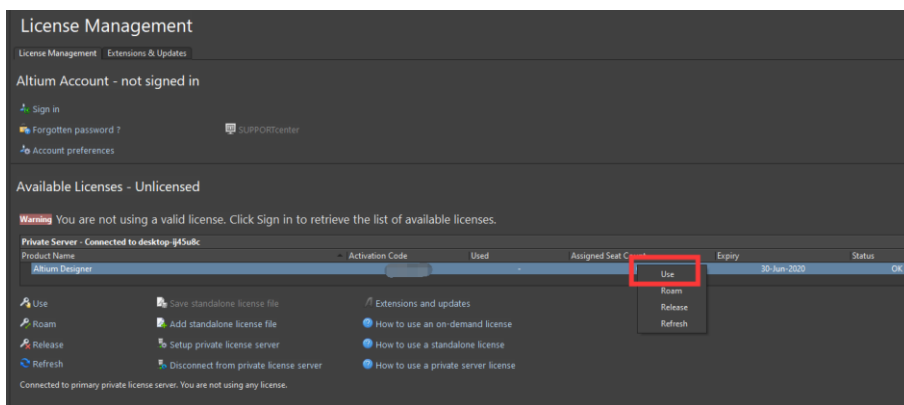 License Management
License Management Extensions & Updates
Altium Account - not signed in
Sign in
Forgotten password ? SUPPORTcenter
Account preferences
Available Licenses - Unlicensed
Warning You are not using a valid license. Click Sign in to retrieve the list of available licenses.
Private Server - Connected to desktop-ij45u8c
Product Name Activation Code Used Assigned Seat Expiry Status
Altium Designer - 30-Jun-2020 OK
Use
Roam
Release
Refresh
Use Save standalone license file Extensions and updates
Roam Add standalone license file How to use an on-demand license
Release Setup private license server How to use a standalone license
Refresh Disconnect from private license server How to use a private server license
Connected to primary private license server. You are not using any license.